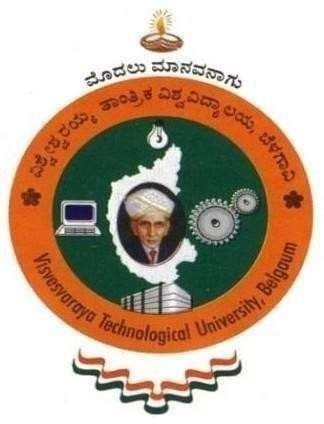 ಮೊದಲು ಮಾನವನಾಗು
ವಿಶ್ವೇಶ್ವರಯ್ಯ ತಾಂತ್ರಿಕ ವಿಶ್ವವಿದ್ಯಾಲಯ, ಬೆಳಗಾವಿ
Visvesvaraya Technological University, Belgaum